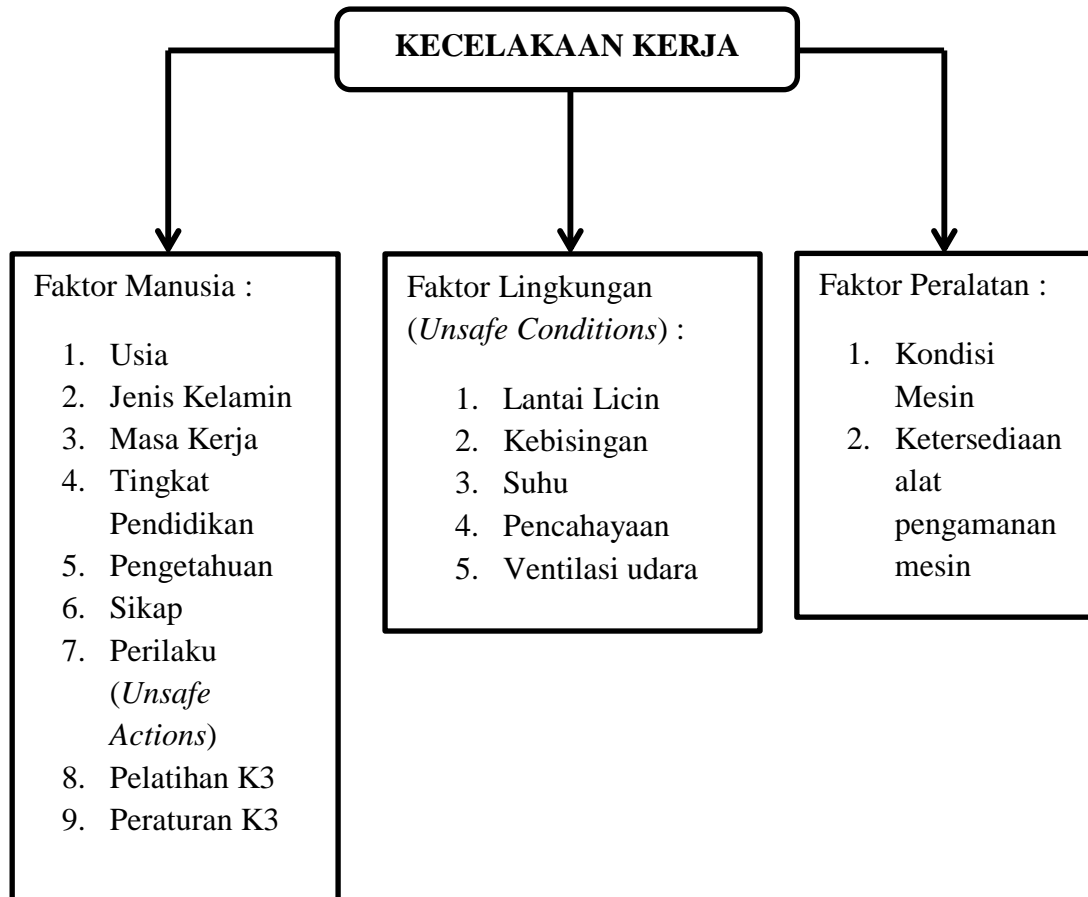 KECELAKAAN KERJA
Faktor Manusia :
1. Usia
2. Jenis Kelamin
3. Masa Kerja
4. Tingkat
Pendidikan
5. Pengetahuan
6. Sikap
7. Perilaku
(Unsafe
Actions)
8. Pelatihan K3
9. Peraturan K3
Faktor Lingkungan
(Unsafe Conditions) :
1. Lantai Licin
2. Kebisingan
3. Suhu
4. Pencahayaan
5. Ventilasi udara
Faktor Peralatan :
1. Kondisi
Mesin
2. Ketersediaan
alat
pengamanan
mesin